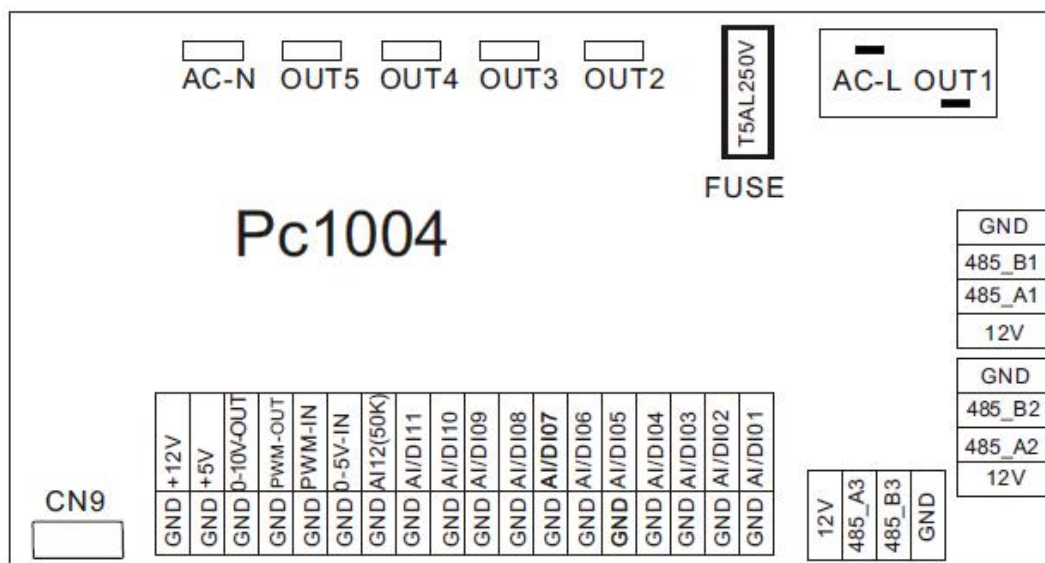 AC-N OUT5 OUT4 OUT3 OUT2
T5AL250V
FUSE
AC-L OUT1
Pc1004
GND
485_B1
485_A1
12V
GND
485_B2
485_A2
12V
CN9
GND +12V
GND +5V
GND 0-10V-OUT
GND PWM-OUT
GND PWM-IN
GND 0-5V-IN
GND AI12(50K)
GND AI/DI11
GND AI/DI10
GND AI/DI09
GND AI/DI08
GND AI/DI07
GND AI/DI06
GND AI/DI05
GND AI/DI04
GND AI/DI03
GND AI/DI02
GND AI/DI01
12V
485_A3
485_B3
GND